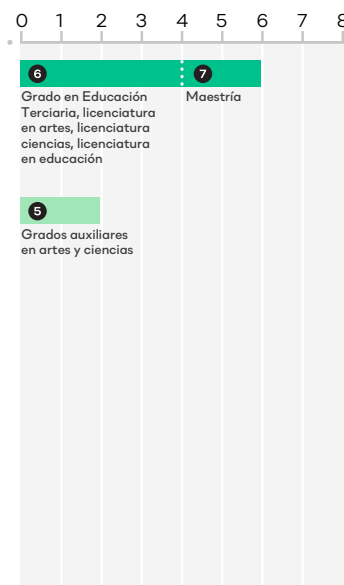 0 1 2 3 4 5 6 7 8
6 7
Grado en Educación
Terciaria, licenciatura
en artes, licenciatura
ciencias, licenciatura
en educación
Maestría
5
Grados auxiliares
en artes y ciencias